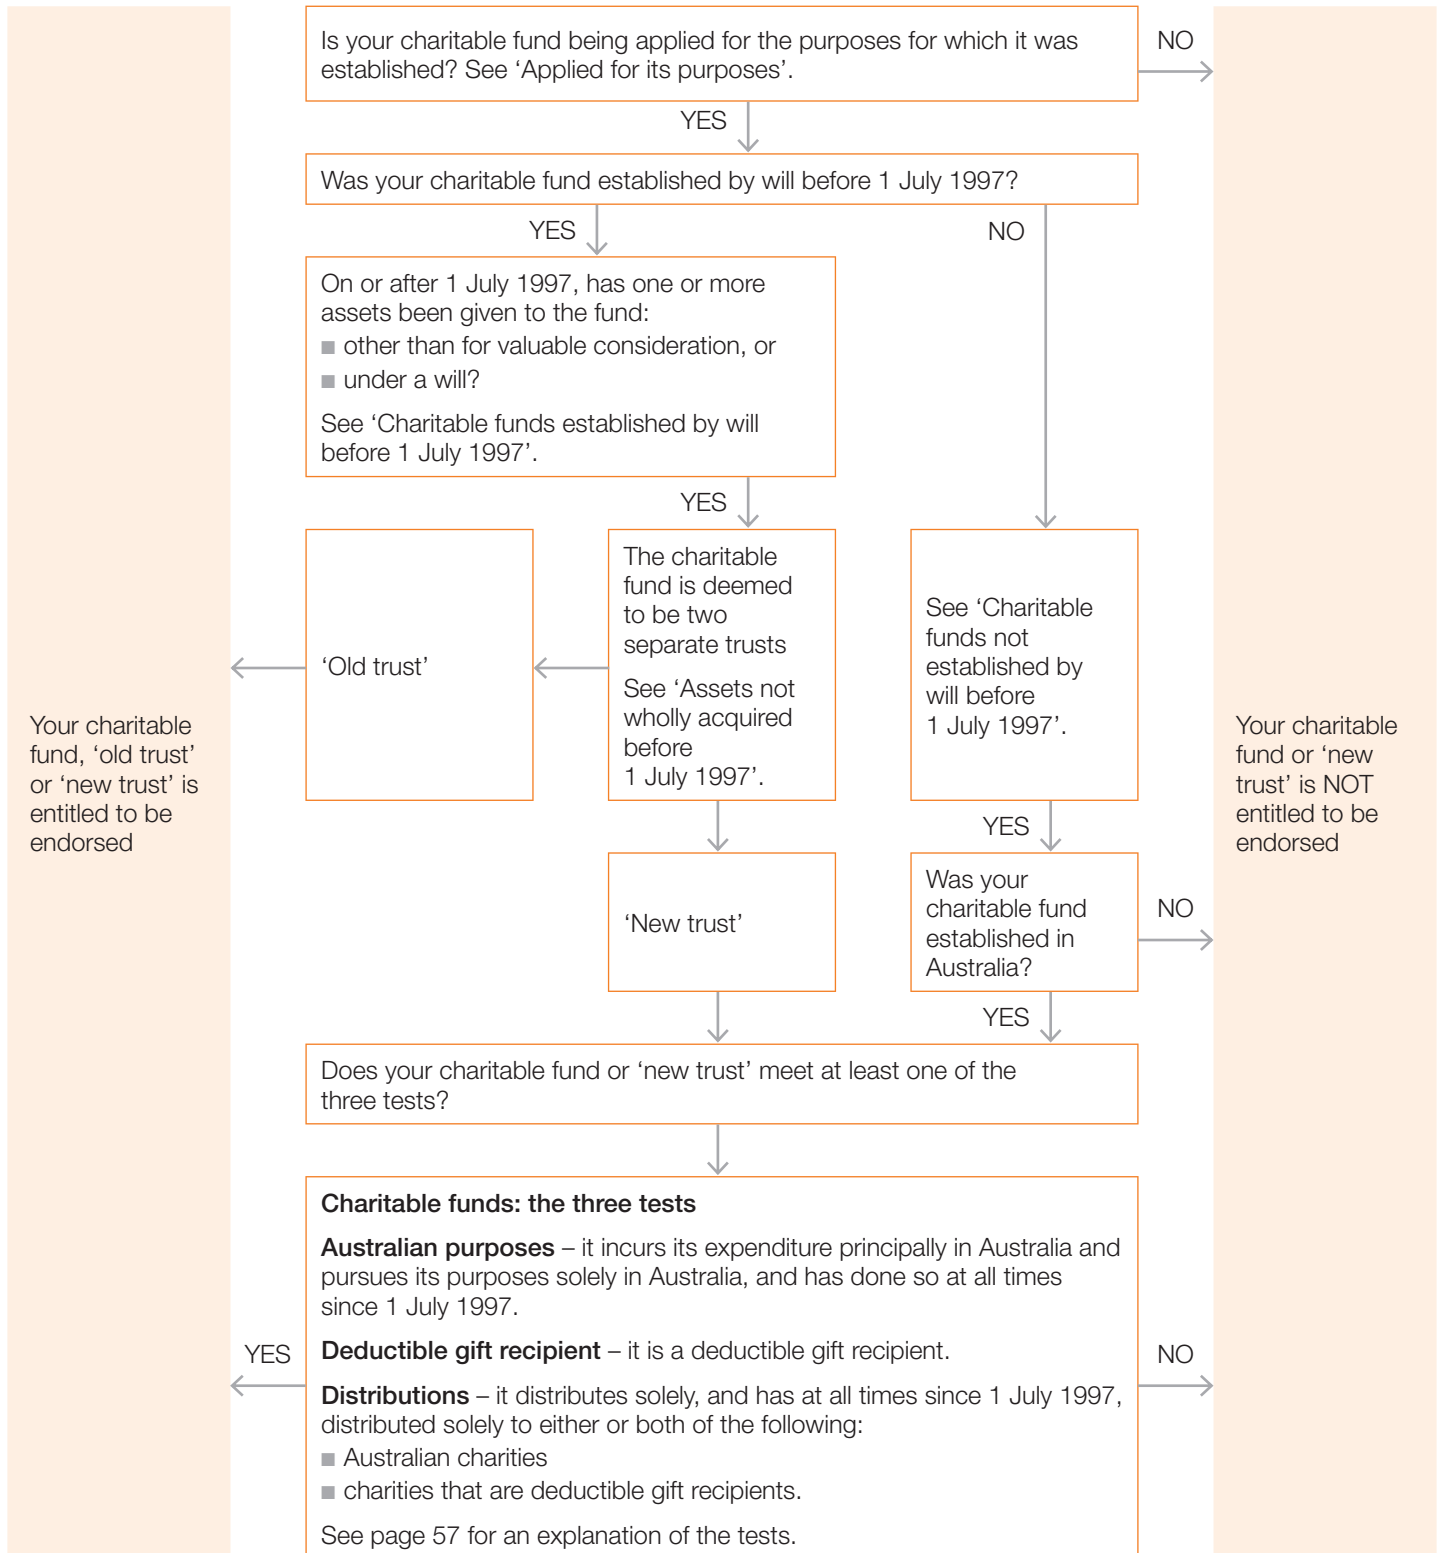 Is your charitable fund being applied for the purposes for which it was
established? See ‘Applied for its purposes’.
NO
YES
Was your charitable fund established by will before 1 July 1997?
YES
NO
On or after 1 July 1997, has one or more
assets been given to the fund:
■ other than for valuable consideration, or
■ under a will?
See ‘Charitable funds established by will
before 1 July 1997’.
YES
‘Old trust’
The charitable
fund is deemed
to be two
separate trusts
See ‘Assets not
wholly acquired
before
1 July 1997’.
See ‘Charitable
funds not
established by
will before
1 July 1997’.
Your charitable
fund, ‘old trust’
or ‘new trust’ is
entitled to be
endorsed
Your charitable
fund or ‘new
trust’ is NOT
entitled to be
endorsed
YES
‘New trust’
Was your
charitable fund
established in
Australia?
NO
YES
Does your charitable fund or ‘new trust’ meet at least one of the
three tests?
Charitable funds: the three tests
Australian purposes – it incurs its expenditure principally in Australia and
pursues its purposes solely in Australia, and has done so at all times
since 1 July 1997.
YES
Deductible gift recipient – it is a deductible gift recipient.
NO
Distributions – it distributes solely, and has at all times since 1 July 1997,
distributed solely to either or both of the following:
■ Australian charities
■ charities that are deductible gift recipients.
See page 57 for an explanation of the tests.